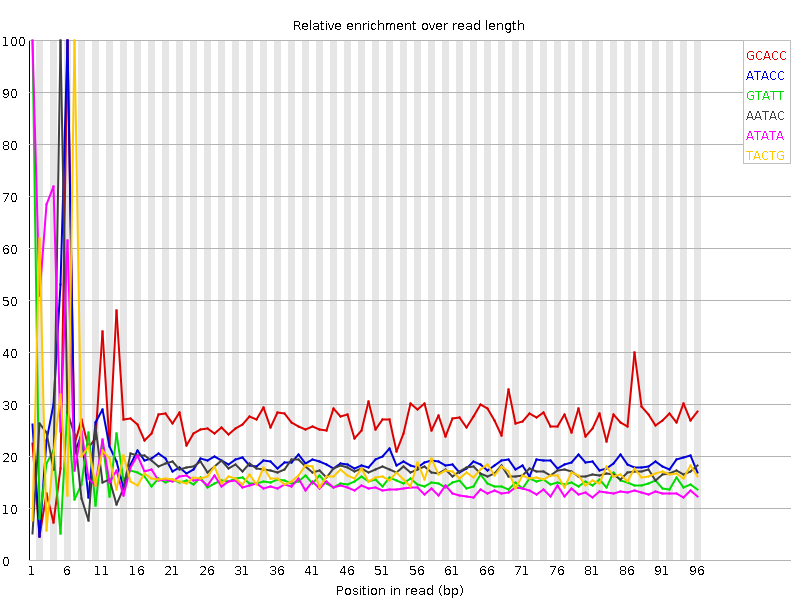 Relative enrichment over read length
100
90
80
70
60
50
40
30
20
10
0
GCACC
ATACC
GTATT
AATAC
ATATA
TACTG
1 6 11 16 21 26 31 36 41 46 51 56 61 66 71 76 81 86 91 96
Position in read (bp)